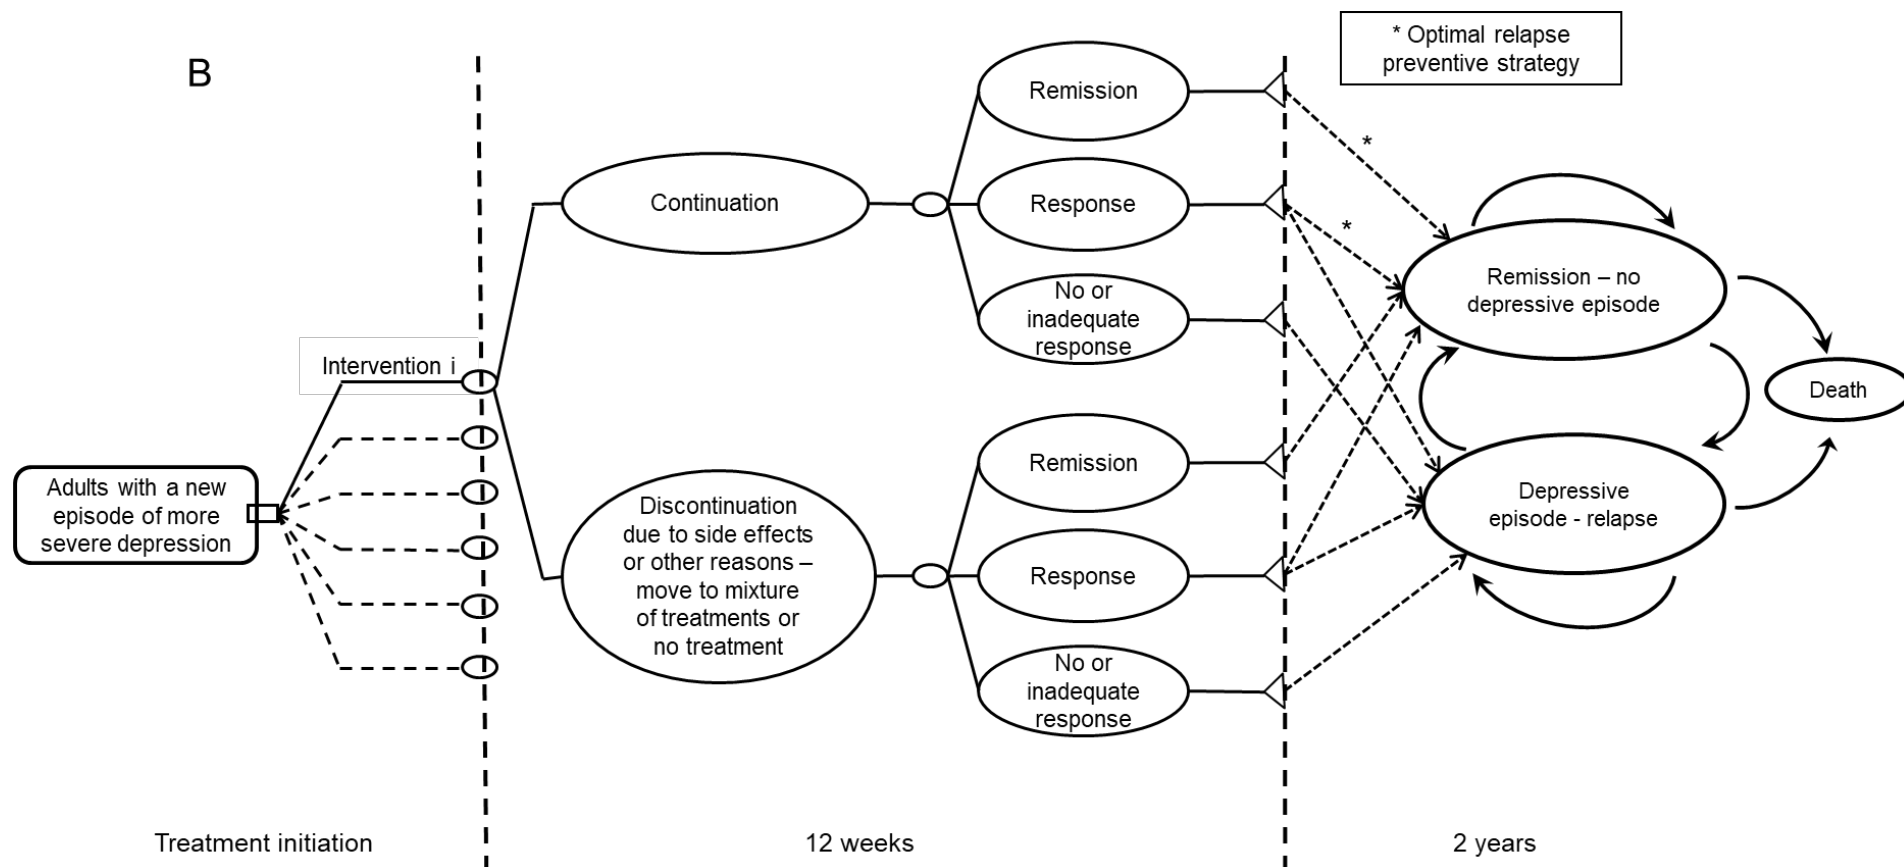 B
* Optimal relapse
preventive strategy
Remission
*
Continuation
Response
*
Remission – no
depressive episode
No or
inadequate
response
Intervention i
Death
Adults with a new
episode of more
severe depression
Discontinuation
due to side effects
or other reasons –
move to mixture
of treatments or
no treatment
Remission
Depressive
episode - relapse
Response
No or
inadequate
response
Treatment initiation
12 weeks
2 years